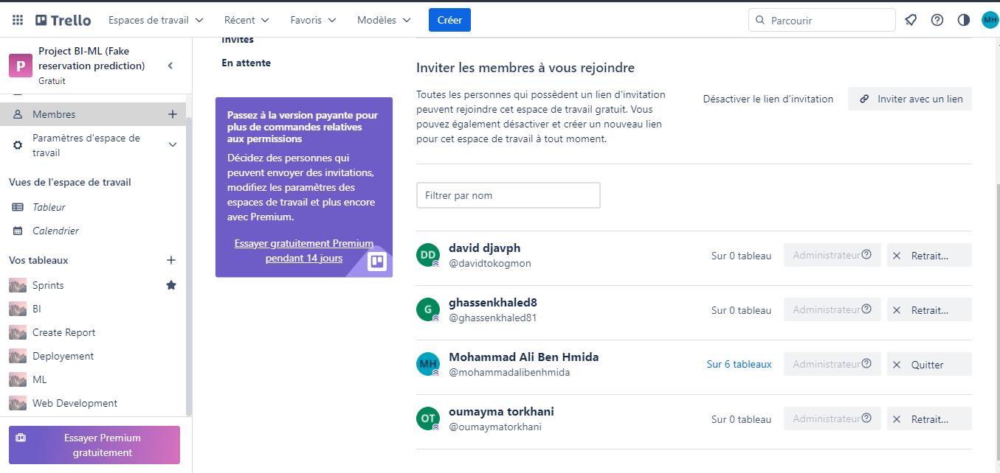 Trello
Espaces de travail
Récent
Favoris
Modèles
Créer
Parcourir
MH
P
Project BI-ML (Fake
reservation prediction)
Gratuit
Membres
Paramètres d'espace de
travail
Vues de l'espace de travail
Tableur
Calendrier
Vos tableaux
Sprints
BI
Create Report
Deployement
ML
Web Development
Essayer Premium
gratuitement
Invités
En attente
Passez à la version payante pour
plus de commandes relatives
aux permissions
Décidez des personnes qui
peuvent envoyer des invitations,
modifiez les paramètres des
espaces de travail et plus encore
avec Premium.
Essayer gratuitement Premium
pendant 14 jours
Inviter les membres à vous rejoindre
Toutes les personnes qui possèdent un lien d'invitation
peuvent rejoindre cet espace de travail gratuit. Vous
pouvez également désactiver et créer un nouveau lien
pour cet espace de travail à tout moment.
Désactiver le lien d'invitation
Inviter avec un lien
Filtrer par nom
DD
david djavph
@davidtokogmon
Sur 0 tableau
Administrateur
Retrait...
G
ghassenkhaled8
@ghassenkhaled81
Sur 0 tableau
Administrateur
Retrait...
MH
Mohammad Ali Ben Hmida
@mohammadalibenhmida
Sur 6 tableaux
Administrateur
Quitter
OT
oumayma torkhani
@oumaymatorkhani
Sur 0 tableau
Administrateur
Retrait...